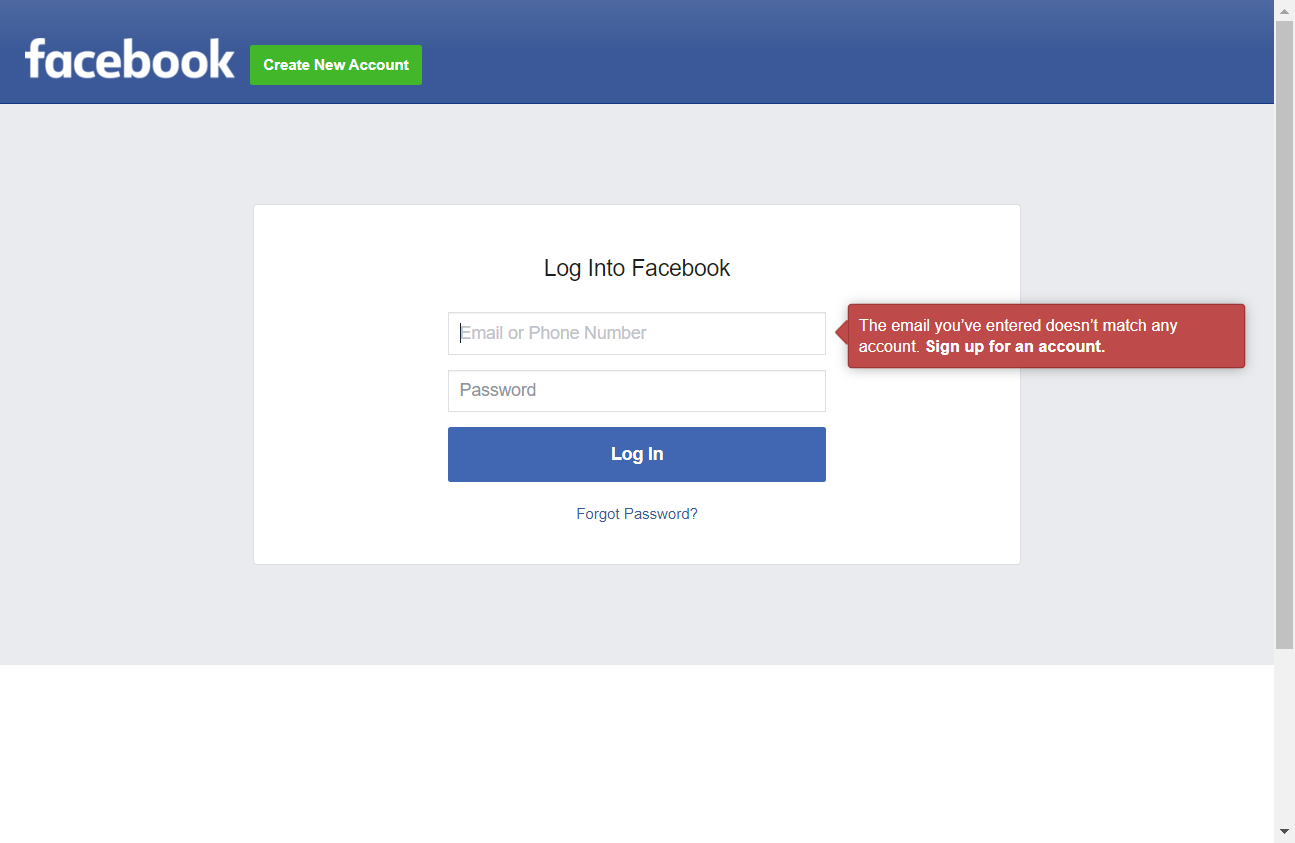 facebook
Create New Account
Log Into Facebook
Email or Phone Number
The email you’ve entered doesn’t match any
account. Sign up for an account.
Password
Log In
Forgot Password?